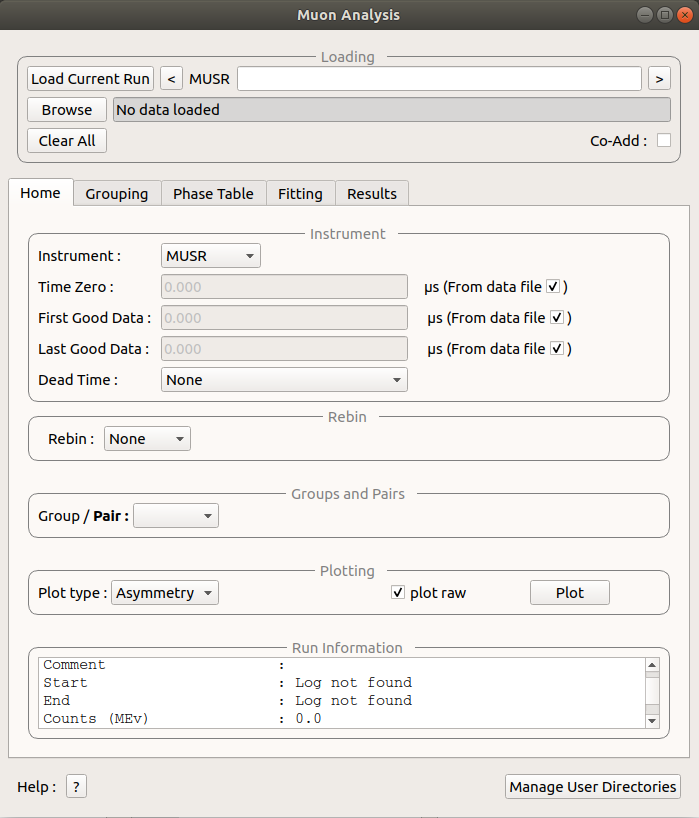 Muon Analysis
Loading
Load Current Run < MUSR >
Browse No data loaded
Clear All Co-Add :
Home Grouping Phase Table Fitting Results
Instrument
Instrument : MUSR
Time Zero : 0.000 µs (From data file )
First Good Data : 0.000 µs (From data file )
Last Good Data : 0.000 µs (From data file )
Dead Time : None
Rebin
Rebin : None
Groups and Pairs
Group / Pair :
Plotting
Plot type : Asymmetry plot raw Plot
Run Information
Comment :
Start : Log not found
End : Log not found
Counts (MEv) : 0.0
Help : ? Manage User Directories